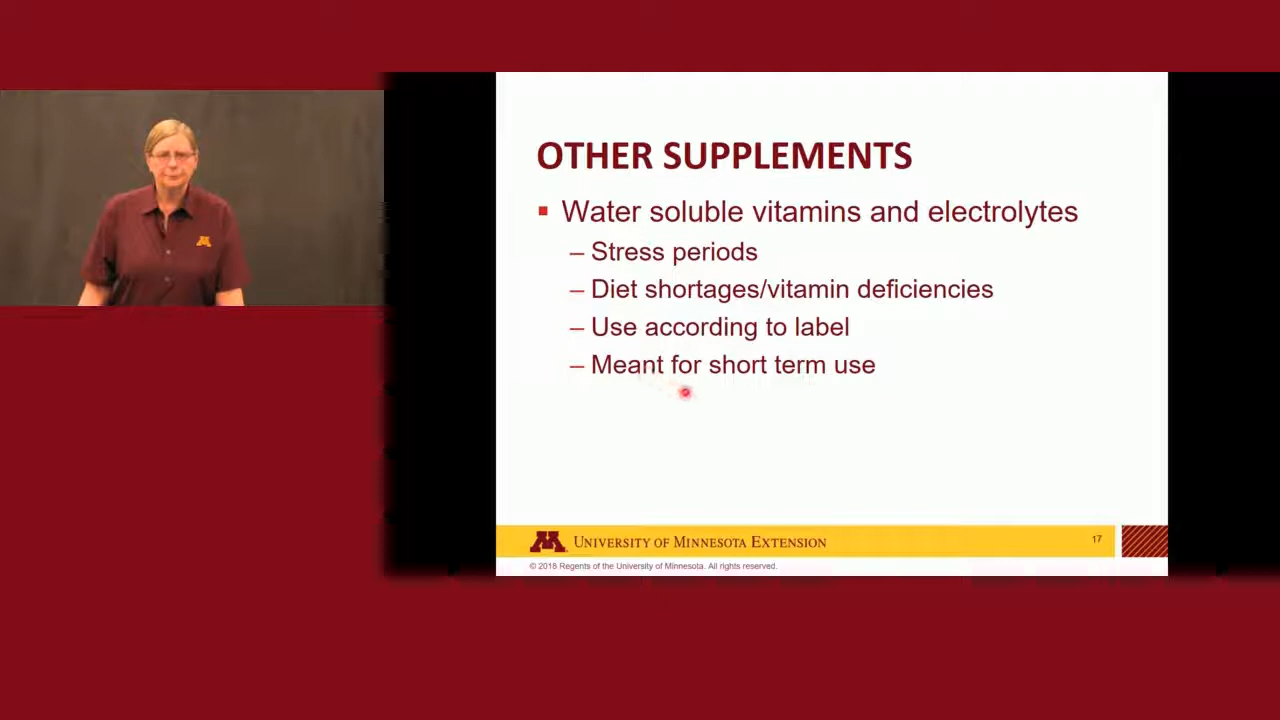 OTHER SUPPLEMENTS
▪ Water soluble vitamins and electrolytes
– Stress periods
– Diet shortages/vitamin deficiencies
– Use according to label
– Meant for short term use
M UNIVERSITY OF MINNESOTA EXTENSION
17
© 2018 Regents of the University of Minnesota. All rights reserved.